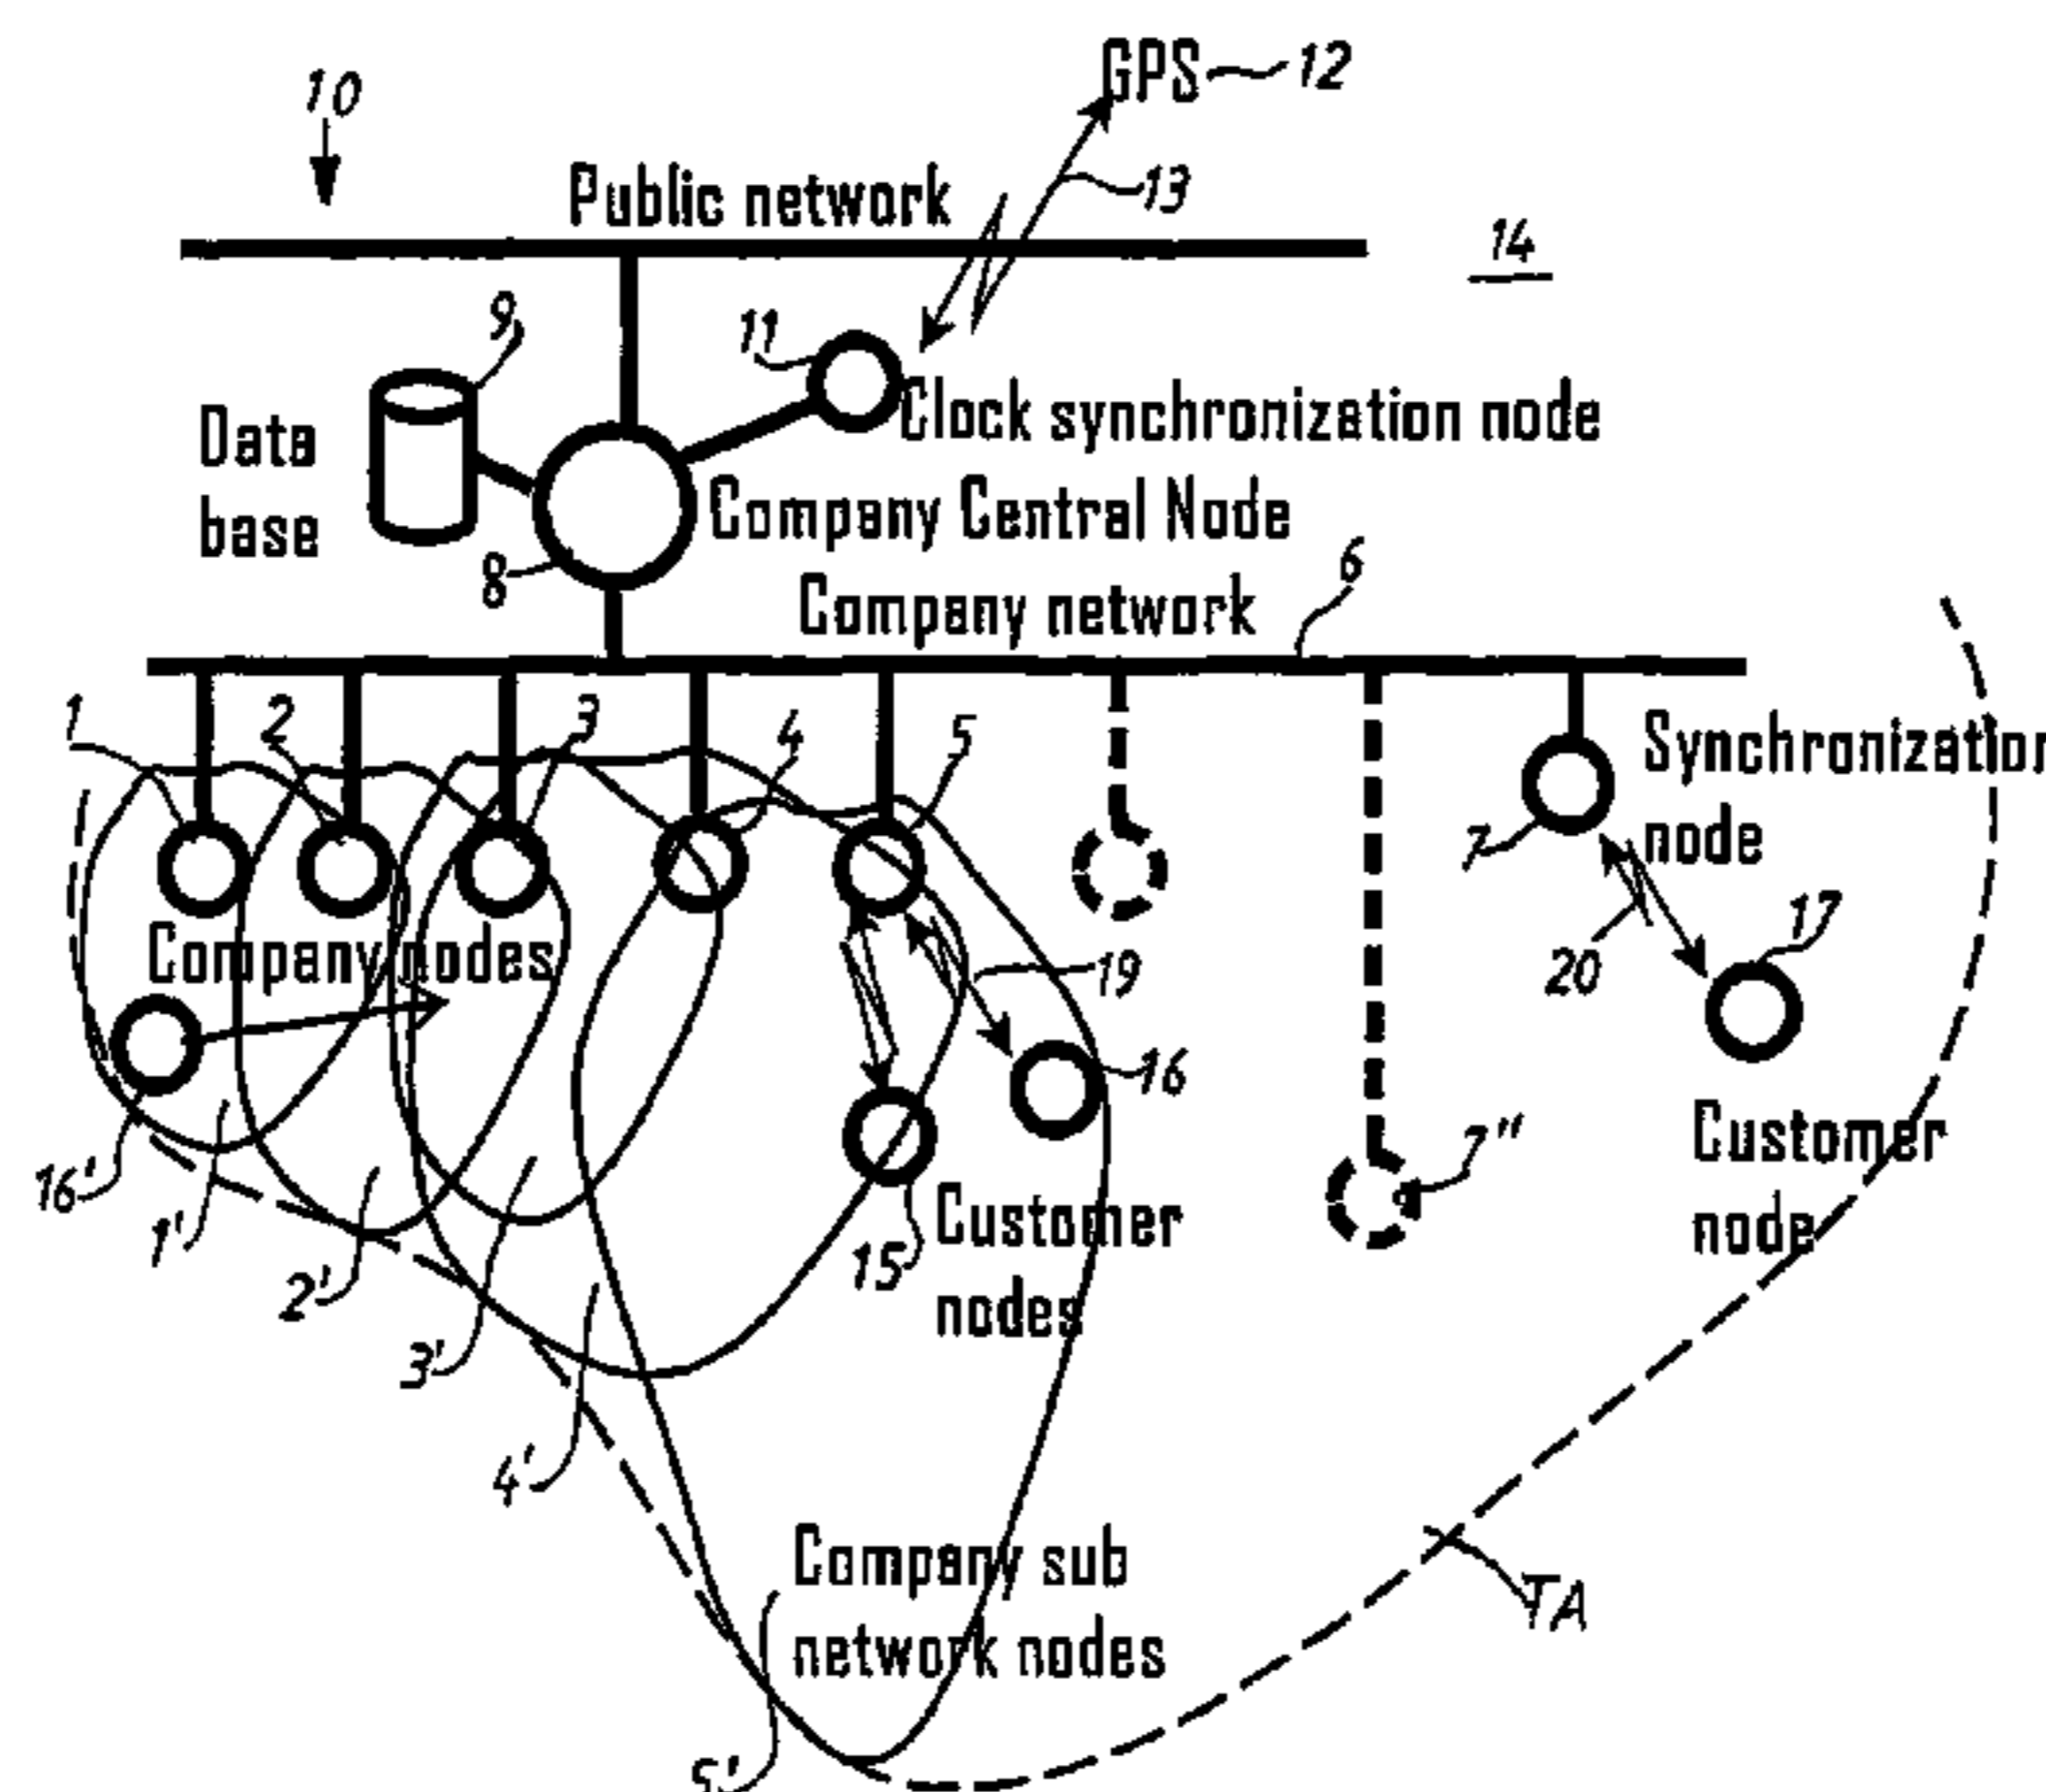 10
GPS 12
Public network
13
14
9
11
Data
base
Clock synchronization node
Company Central Node
8
Company network
6
1
2
3
4
5
Synchronization
node
7
17
Company nodes
19
20
16
16'
1'
2'
3'
4'
15
Customer
nodes
7"
Customer
node
Company sub
network nodes
TA
5'